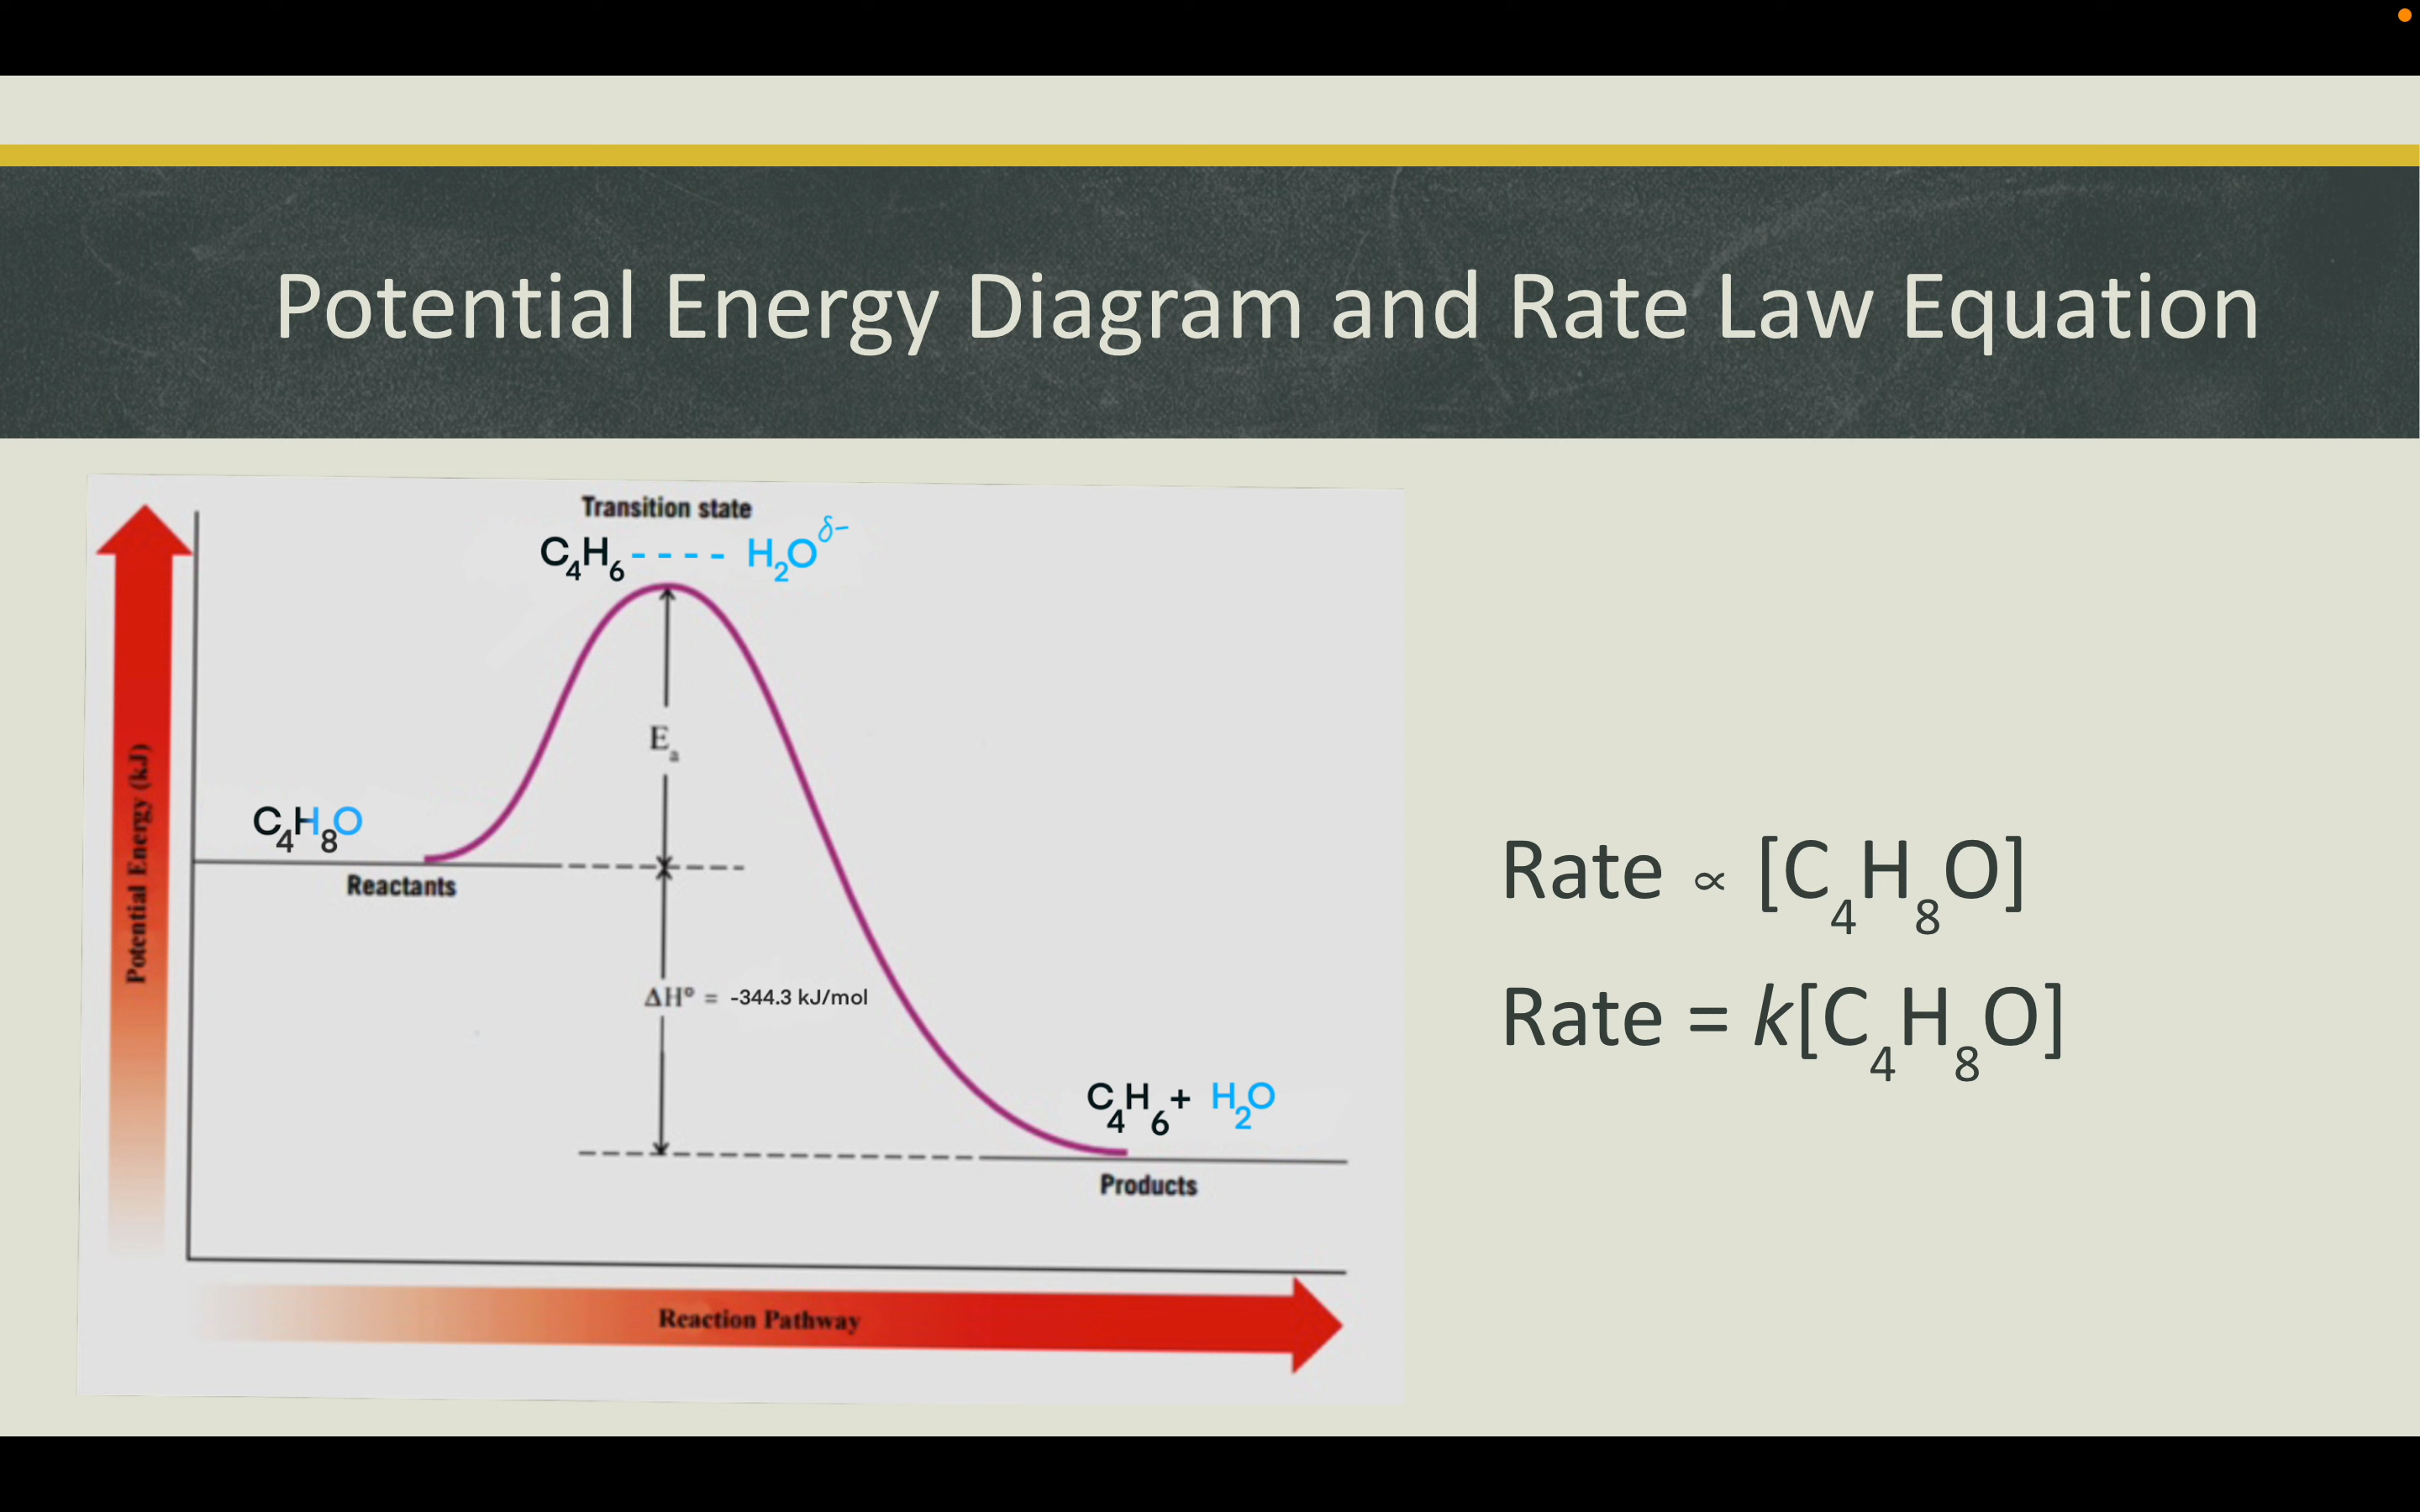 Potential Energy Diagram and Rate Law Equation
Transition state
C₄H₆ - - - - H₂O^δ−
Eₐ
Potential Energy (kJ)
C₄H₈O
Reactants
ΔH° = -344.3 kJ/mol
C₄H₆+ H₂O
Products
Reaction Pathway
Rate ∝ [C₄H₈O]
Rate = k[C₄H₈O]